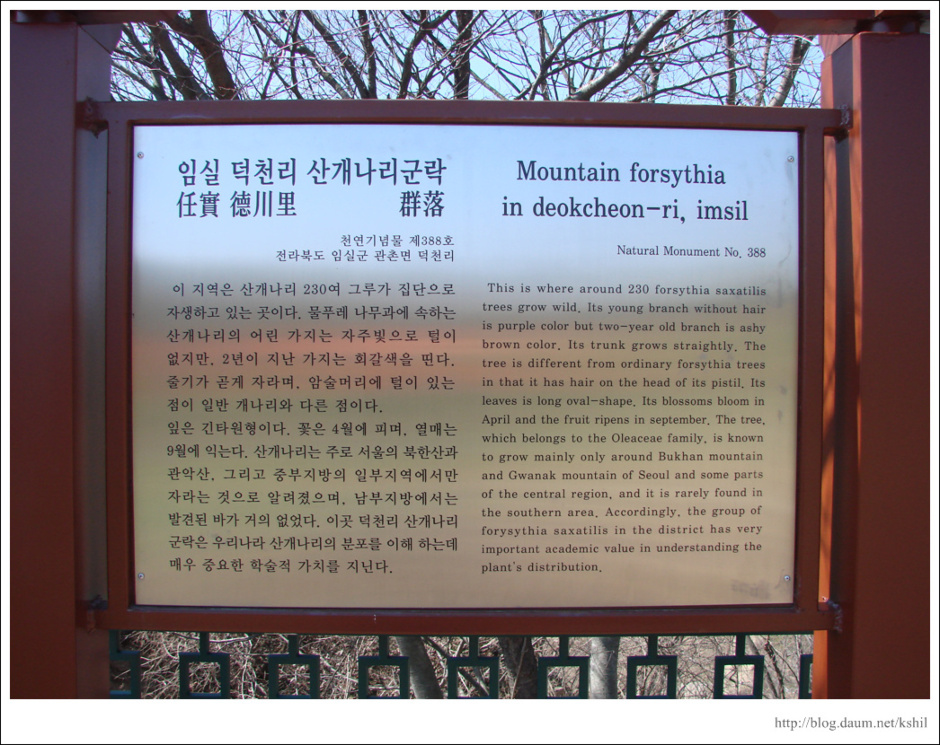 임실 덕천리 산개나리군락
任實 德川里 群落
천연기념물 제388호
전라북도 임실군 관촌면 덕천리
이 지역은 산개나리 230여 그루가 집단으로
자생하고 있는 곳이다. 물푸레 나무과에 속하는
산개나리의 어린 가지는 자주빛으로 털이
없지만, 2년이 지난 가지는 회갈색을 띤다.
줄기가 곧게 자라며, 암술머리에 털이 있는
점이 일반 개나리와 다른 점이다.
잎은 긴타원형이다. 꽃은 4월에 피며, 열매는
9월에 익는다. 산개나리는 주로 서울의 북한산과
관악산, 그리고 중부지방의 일부지역에서만
자라는 것으로 알려졌으며, 남부지방에서는
발견된 바가 거의 없었다. 이곳 덕천리 산개나리
군락은 우리나라 산개나리의 분포를 이해 하는데
매우 중요한 학술적 가치를 지닌다.
Mountain forsythia
in deokcheon-ri, imsil
Natural Monument No. 388
This is where around 230 forsythia saxatilis
trees grow wild. Its young branch without hair
is purple color but two-year old branch is ashy
brown color. Its trunk grows straightly. The
tree is different from ordinary forsythia trees
in that it has hair on the head of its pistil. Its
leaves is long oval-shape. Its blossoms bloom in
April and the fruit ripens in september. The tree,
which belongs to the Oleaceae family, is known
to grow mainly only around Bukhan mountain
and Gwanak mountain of Seoul and some parts
of the central region, and it is rarely found in
the southern area. Accordingly, the group of
forysythia saxatilis in the district has very
important academic value in understanding the
plant's distribution.
http://blog.daum.net/kshil